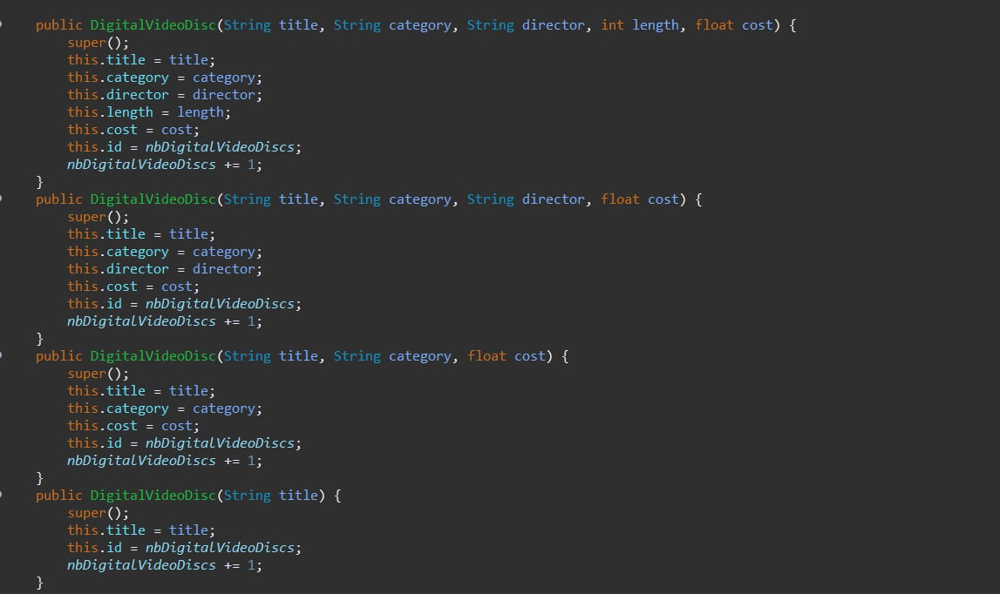 public DigitalVideoDisc(String title, String category, String director, int length, float cost) {
super();
this.title = title;
this.category = category;
this.director = director;
this.length = length;
this.cost = cost;
this.id = nbDigitalVideoDiscs;
nbDigitalVideoDiscs += 1;
}
public DigitalVideoDisc(String title, String category, String director, float cost) {
super();
this.title = title;
this.category = category;
this.director = director;
this.cost = cost;
this.id = nbDigitalVideoDiscs;
nbDigitalVideoDiscs += 1;
}
public DigitalVideoDisc(String title, String category, float cost) {
super();
this.title = title;
this.category = category;
this.cost = cost;
this.id = nbDigitalVideoDiscs;
nbDigitalVideoDiscs += 1;
}
public DigitalVideoDisc(String title) {
super();
this.title = title;
this.id = nbDigitalVideoDiscs;
nbDigitalVideoDiscs += 1;
}